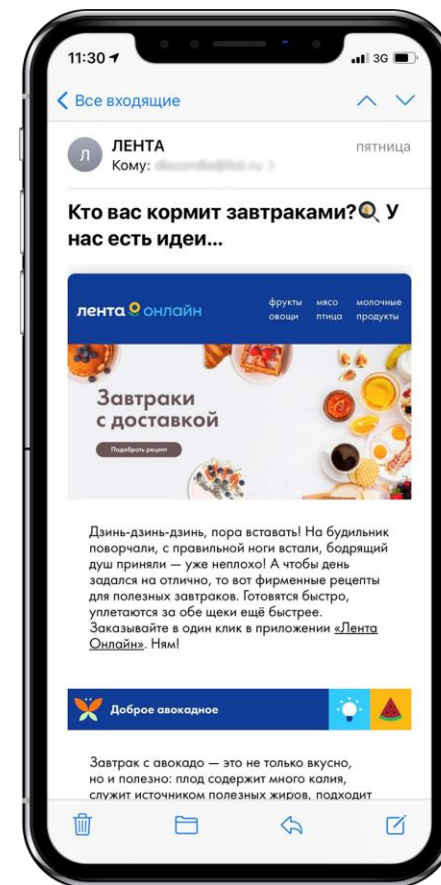 11:30
3G
Все входящие
Л
ЛЕНТА
пятница
Кому:
Кто вас кормит завтраками?🍳 У
нас есть идеи...
лента онлайн
фрукты мясо молочные
овощи птица продукты
Завтраки
с доставкой
Подобрать рецепт
Дзинь-дзинь-дзинь, пора вставать! На будильник
поворчали, с правильной ноги встали, бодрящий
душ приняли — уже неплохо! А чтобы день
задался на отлично, то вот фирменные рецепты
для полезных завтраков. Готовятся быстро,
уплетаются за обе щеки ещё быстрее.
Заказывайте в один клик в приложении «Лента
Онлайн». Ням!
Доброе авокадное
Завтрак с авокадо — это не только вкусно,
но и полезно: плод содержит много калия,
служит источником полезных жиров, подходит